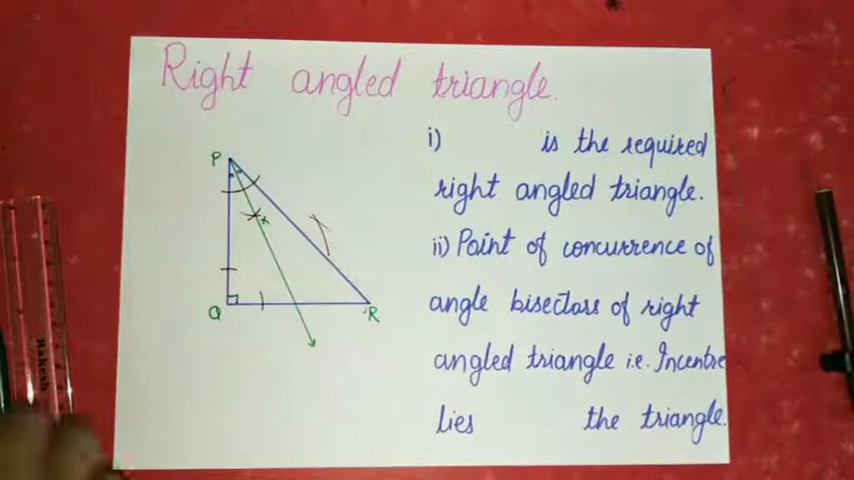 Right angled triangle.
i) is the required
right angled triangle.
ii) Point of concurrence of
angle bisectors of right
angled triangle i.e. Incentre
lies the triangle.
P
x
Q
R
Rakesh